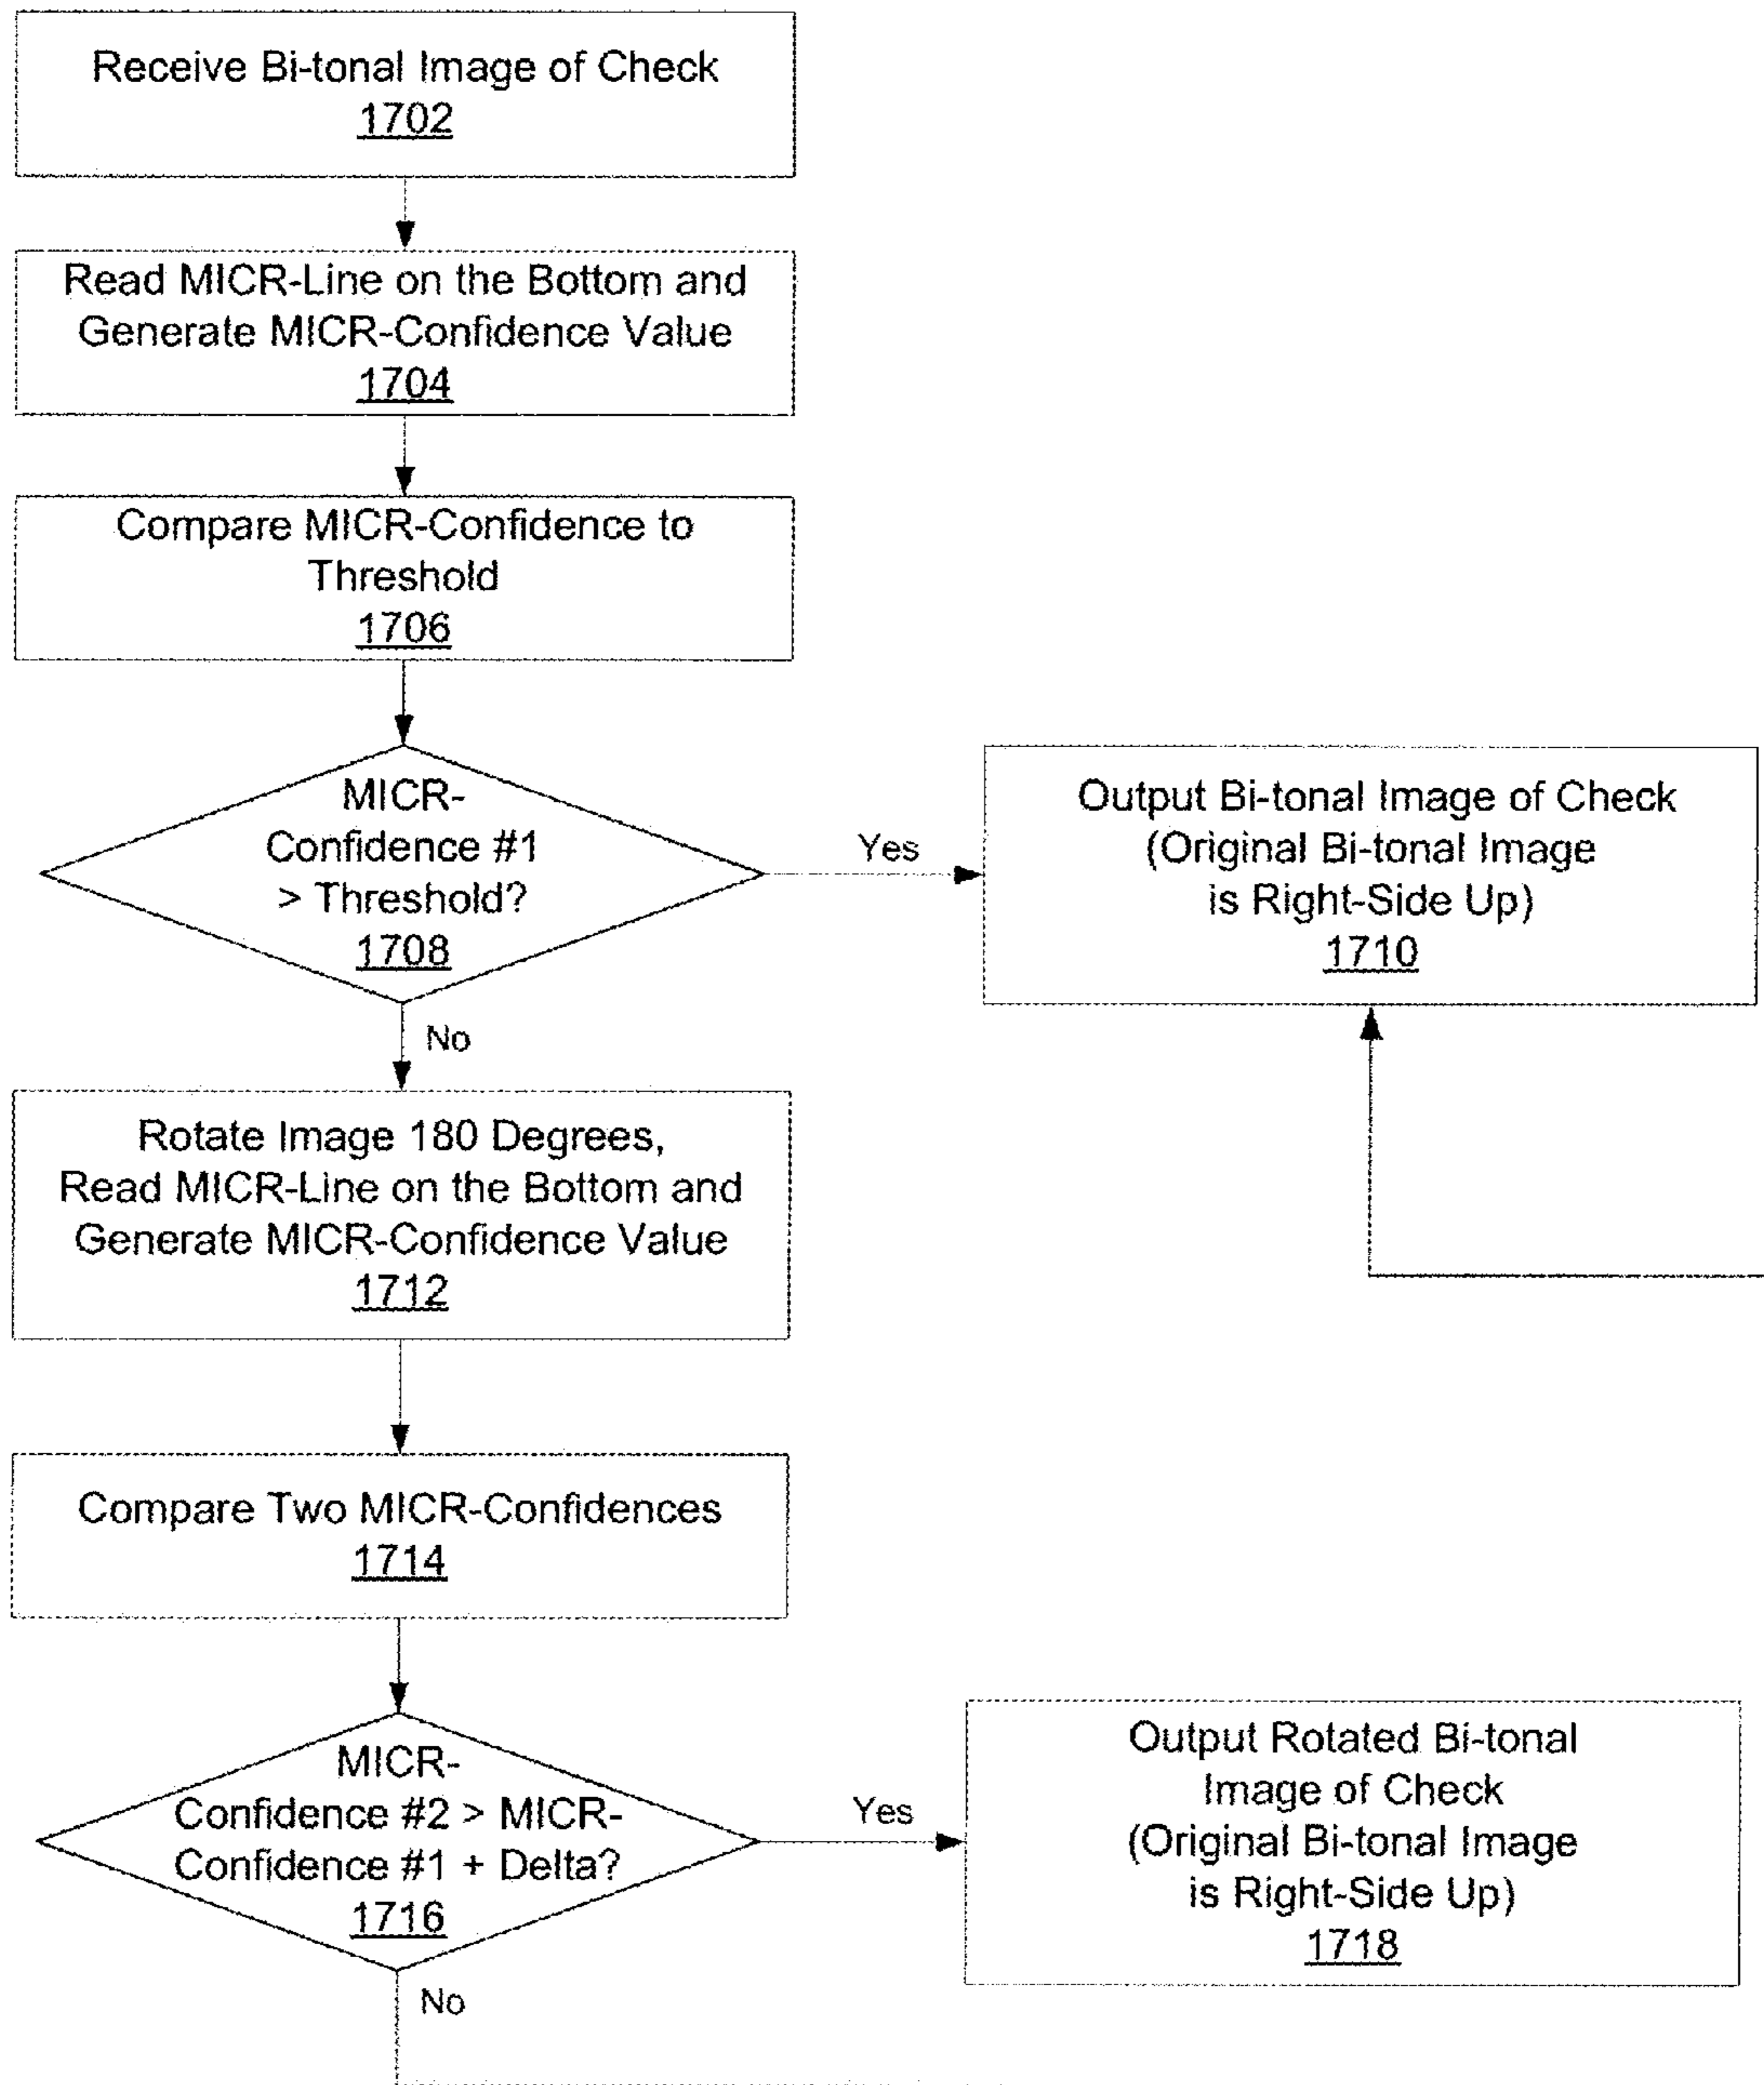 Receive Bi-tonal Image of Check
1702
Read MICR-Line on the Bottom and
Generate MICR-Confidence Value
1704
Compare MICR-Confidence to
Threshold
1706
MICR-
Confidence #1
> Threshold?
1708
Yes
Output Bi-tonal Image of Check
(Original Bi-tonal Image
is Right-Side Up)
1710
No
Rotate Image 180 Degrees,
Read MICR-Line on the Bottom and
Generate MICR-Confidence Value
1712
Compare Two MICR-Confidences
1714
MICR-
Confidence #2 > MICR-
Confidence #1 + Delta?
1716
Yes
Output Rotated Bi-tonal
Image of Check
(Original Bi-tonal Image
is Right-Side Up)
1718
No